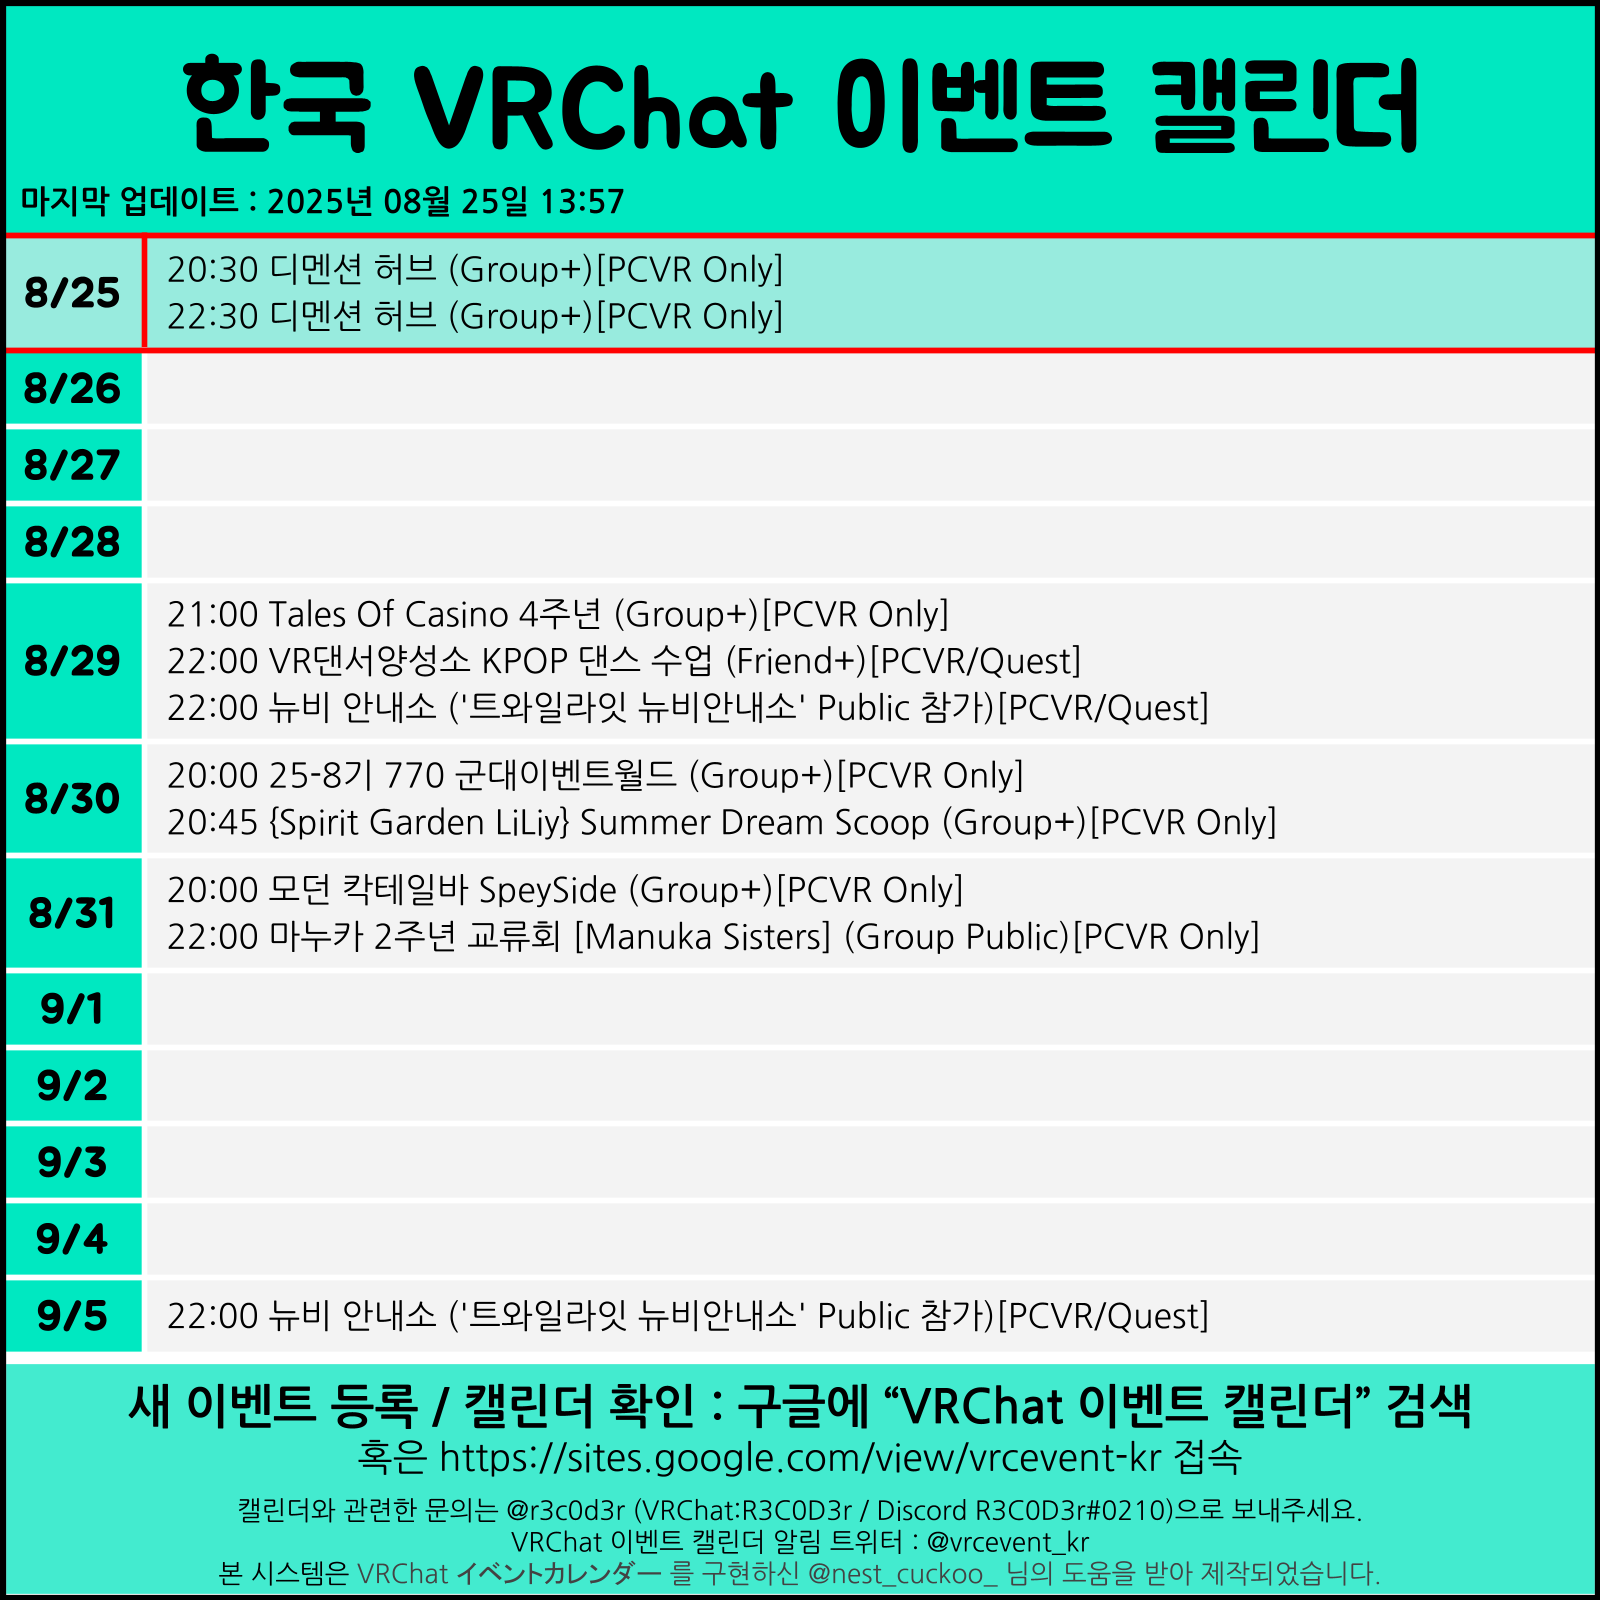 한국 VRChat 이벤트 캘린더
마지막 업데이트 : 2025년 08월 25일 13:57
8/25
20:30 디멘션 허브 (Group+)[PCVR Only]
22:30 디멘션 허브 (Group+)[PCVR Only]
8/26
8/27
8/28
8/29
21:00 Tales Of Casino 4주년 (Group+)[PCVR Only]
22:00 VR댄서양성소 KPOP 댄스 수업 (Friend+)[PCVR/Quest]
22:00 뉴비 안내소 ('트와일라잇 뉴비안내소' Public 참가)[PCVR/Quest]
8/30
20:00 25-8기 770 군대이벤트월드 (Group+)[PCVR Only]
20:45 {Spirit Garden LiLiy} Summer Dream Scoop (Group+)[PCVR Only]
8/31
20:00 모던 칵테일바 SpeySide (Group+)[PCVR Only]
22:00 마누카 2주년 교류회 [Manuka Sisters] (Group Public)[PCVR Only]
9/1
9/2
9/3
9/4
9/5
22:00 뉴비 안내소 ('트와일라잇 뉴비안내소' Public 참가)[PCVR/Quest]
새 이벤트 등록 / 캘린더 확인 : 구글에 “VRChat 이벤트 캘린더” 검색
혹은 https://sites.google.com/view/vrcevent-kr 접속
캘린더와 관련한 문의는 @r3c0d3r (VRChat:R3C0D3r / Discord R3C0D3r#0210)으로 보내주세요.
VRChat 이벤트 캘린더 알림 트위터 : @vrcevent_kr
본 시스템은 VRChat イベントカレンダー 를 구현하신 @nest_cuckoo_ 님의 도움을 받아 제작되었습니다.